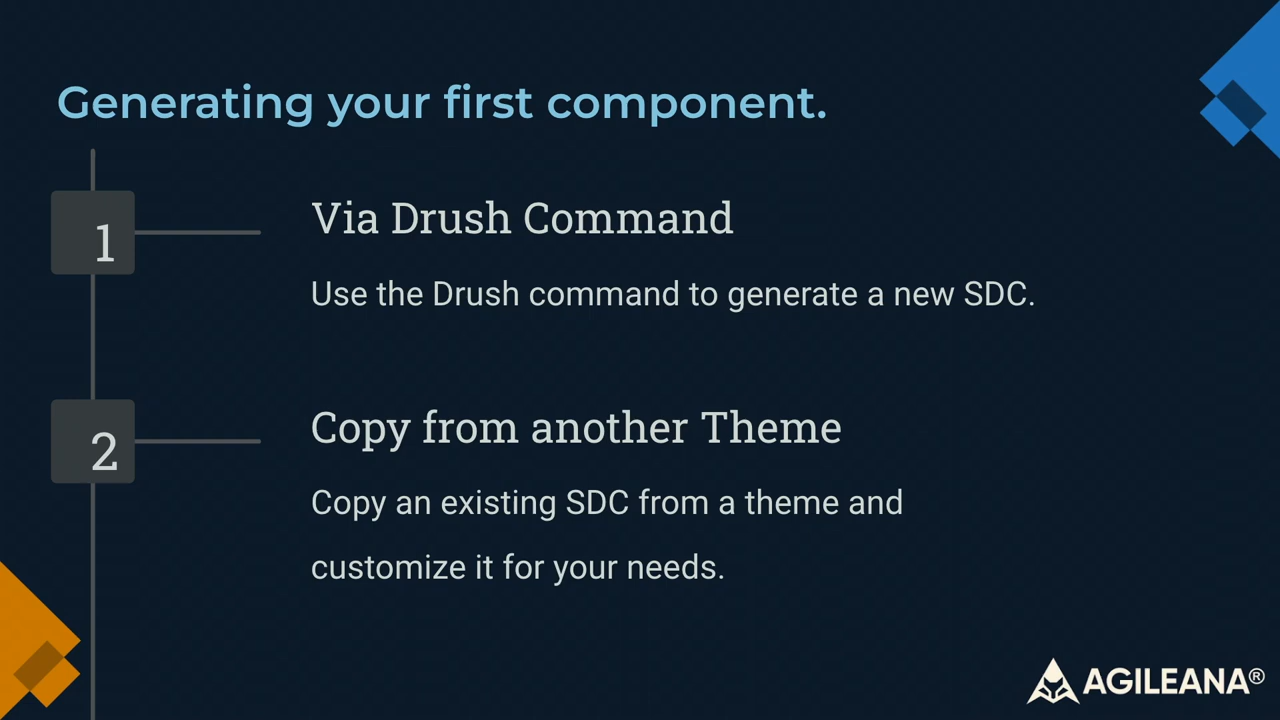 Generating your first component.
1
Via Drush Command
Use the Drush command to generate a new SDC.
2
Copy from another Theme
Copy an existing SDC from a theme and
customize it for your needs.
AGILEANA®